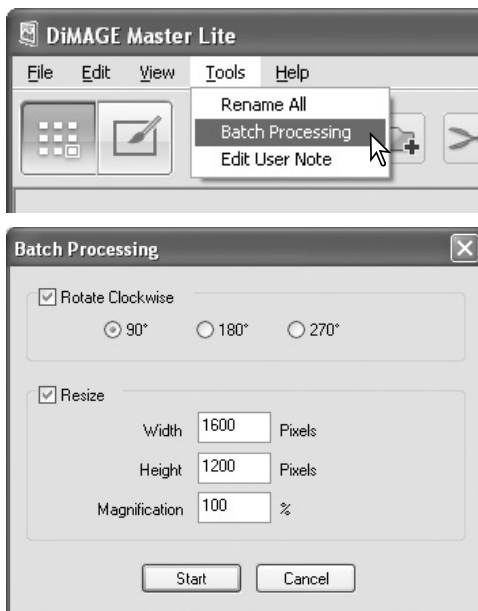 DiMAGE Master Lite
File Edit View Tools Help
Rename All
Batch Processing
Edit User Note
Batch Processing
Rotate Clockwise
90° 180° 270°
Resize
Width 1600 Pixels
Height 1200 Pixels
Magnification 100 %
Start Cancel